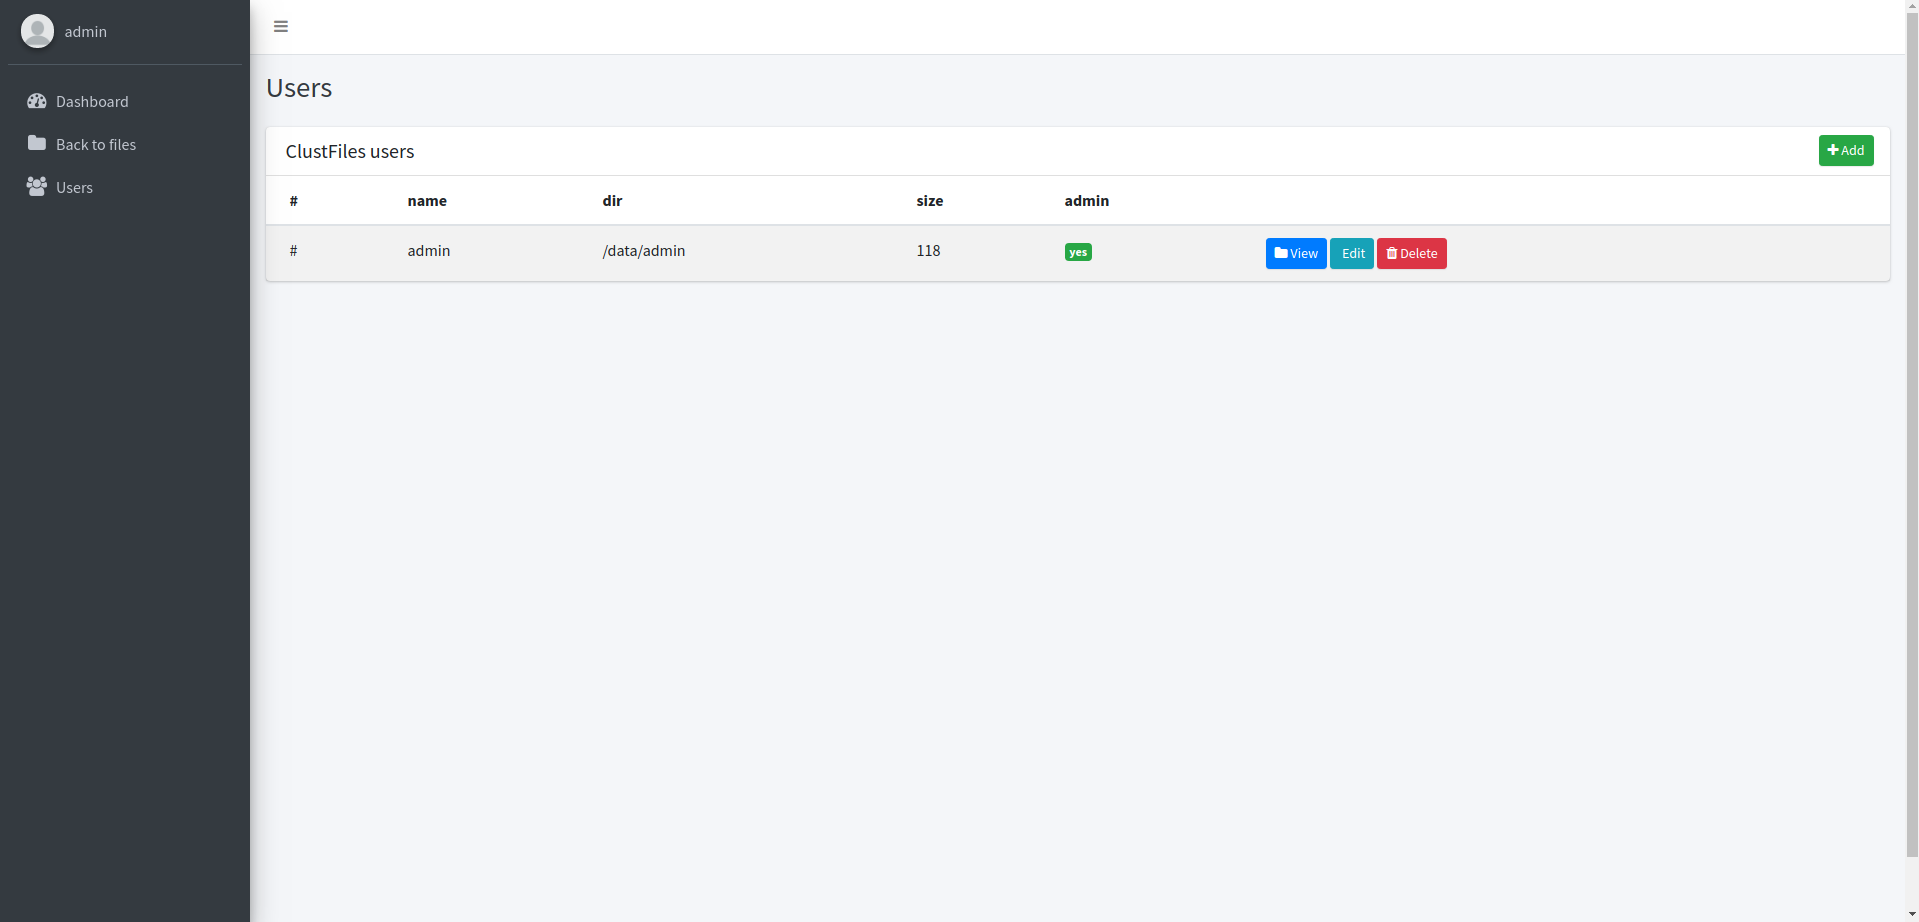 admin
Dashboard
Back to files
Users
Users
ClustFiles users
Add
# name dir size admin
# admin /data/admin 118 yes View Edit Delete